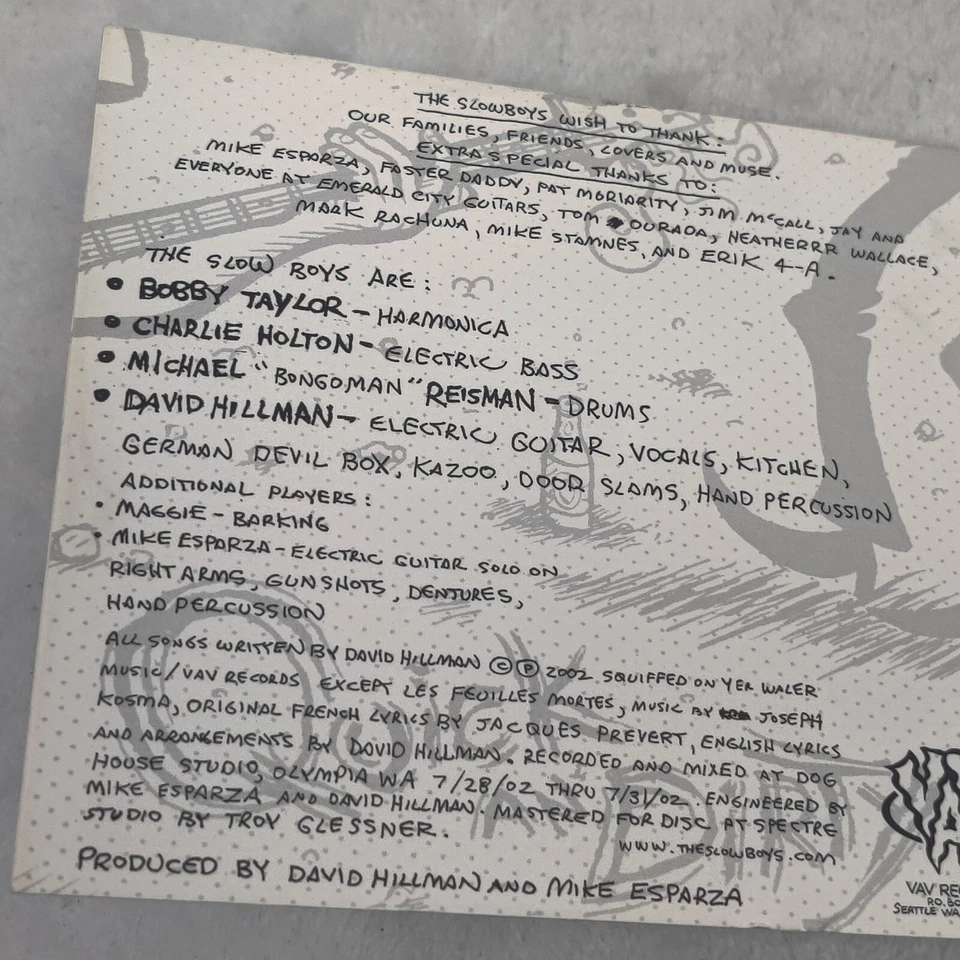 THE SLOWBOYS WISH TO THANK:
OUR FAMILIES, FRIENDS, LOVERS AND MUSE.
EXTRA SPECIAL THANKS TO:
MIKE ESPARZA, FASTER DADDY, PAT MORIARITY, JIM McCALL, JAY AND
EVERYONE AT EMERALD CITY GUITARS, TOM OURADA, HEATHERRR WALLACE,
MARK RACHUNA, MIKE STAMNES, AND ERIK 4-A.
THE SLOW BOYS ARE:
• BOBBY TAYLOR - HARMONICA
• CHARLIE HOLTON - ELECTRIC BASS
• MICHAEL "BONGOMAN" REISMAN - DRUMS
• DAVID HILLMAN - ELECTRIC GUITAR, VOCALS, KITCHEN,
GERMAN DEVIL BOX, KAZOO, DOOR SLAMS, HAND PERCUSSION
ADDITIONAL PLAYERS:
• MAGGIE - BARKING
• MIKE ESPARZA - ELECTRIC GUITAR SOLO ON
RIGHT ARMS, GUNSHOTS, DENTURES,
HAND PERCUSSION
ALL SONGS WRITTEN BY DAVID HILLMAN © ℗ 2002 SQUIFFED ON YER WALER
MUSIC/VAV RECORDS EXCEPT LES FEUILLES MORTES, MUSIC BY JOSEPH
KOSMA, ORIGINAL FRENCH LYRICS BY JACQUES PREVERT, ENGLISH LYRICS
AND ARRANGEMENTS BY DAVID HILLMAN. RECORDED AND MIXED AT DOG
HOUSE STUDIO, OLYMPIA WA 7/28/02 THRU 7/31/02. ENGINEERED BY
MIKE ESPARZA AND DAVID HILLMAN. MASTERED FOR DISC AT SPECTRE
STUDIO BY TROY GLESSNER.
WWW.THESLOWBOYS.COM
PRODUCED BY DAVID HILLMAN AND MIKE ESPARZA
QUICK
DIRT
VAV RE
P.O. BO
SEATTLE WA